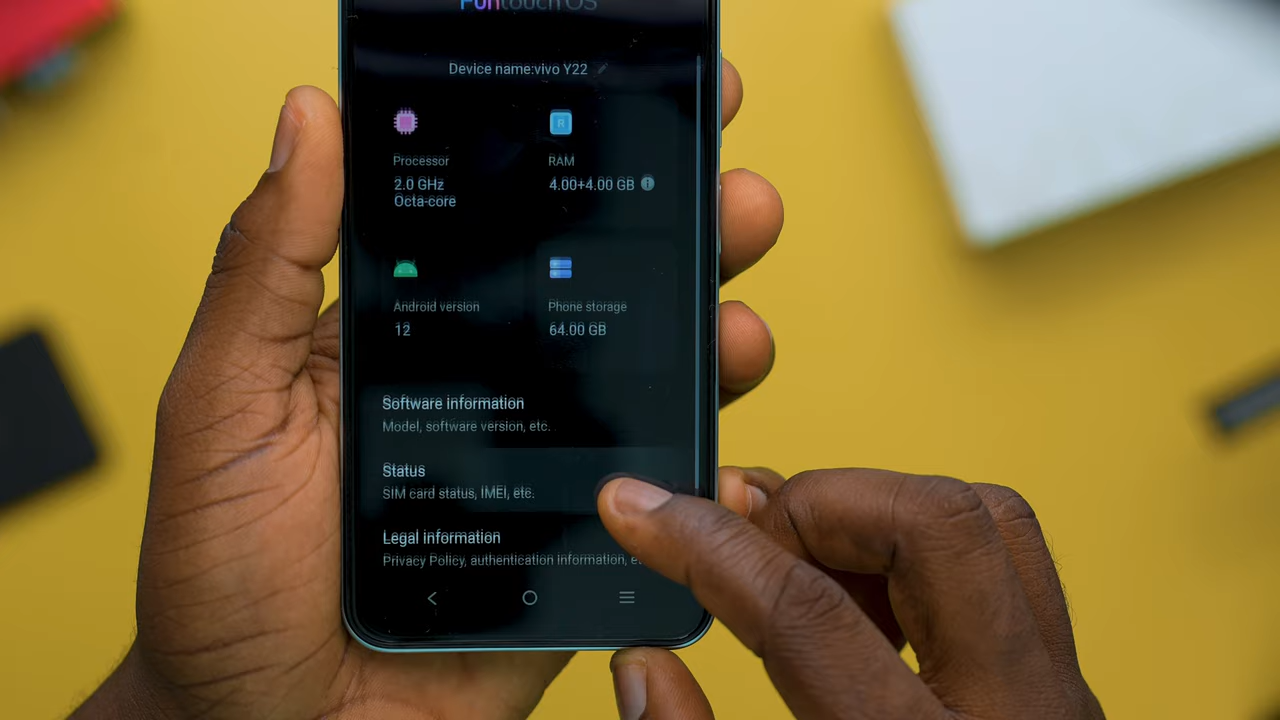 Funtouch OS
Device name:vivo Y22
R
Processor
RAM
2.0 GHz
4.00+4.00 GB
Octa-core
Android version
Phone storage
12
64.00 GB
Software information
Model, software version, etc.
Status
SIM card status, IMEI, etc.
Legal information
Privacy Policy, authentication information,